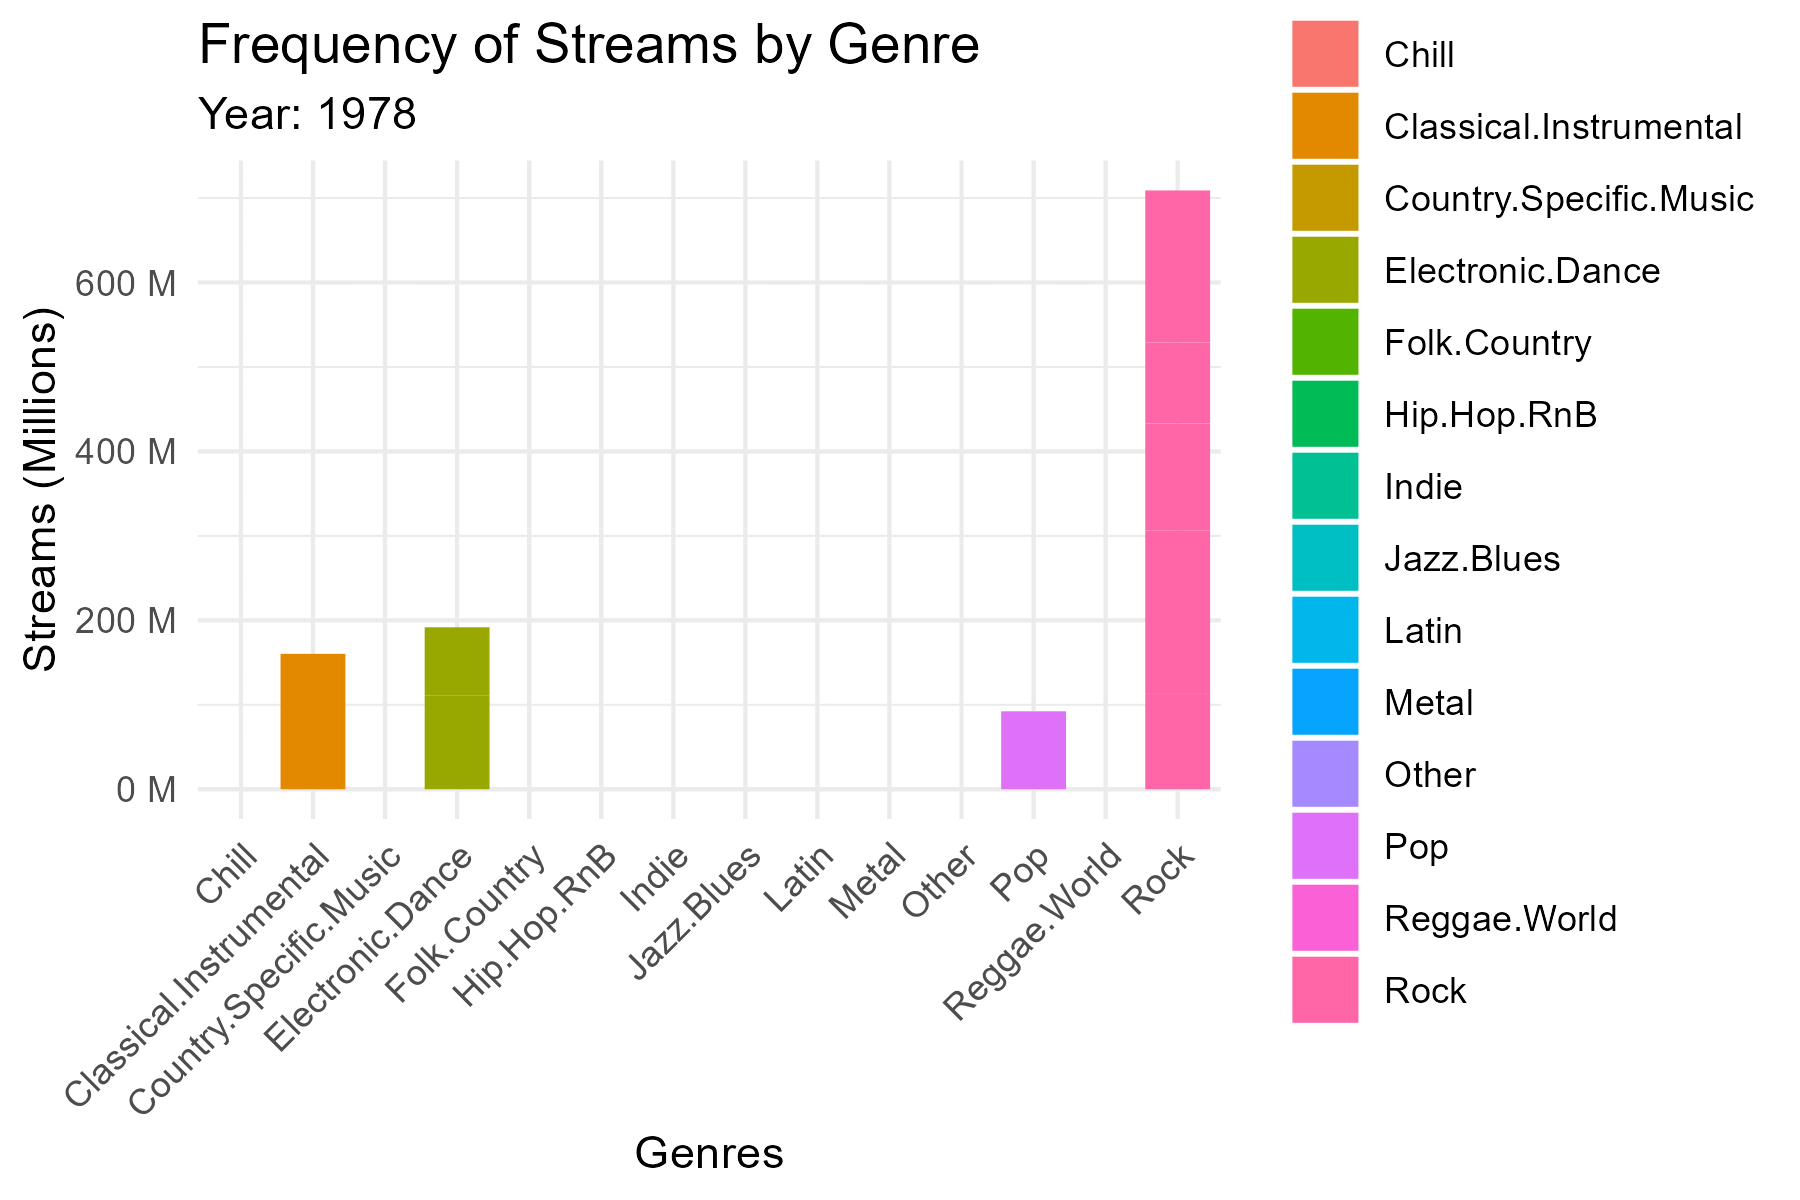 Frequency of Streams by Genre
Year: 1978
Streams (Millions)
600 M
400 M
200 M
0 M
Chill
Classical.Instrumental
Country.Specific.Music
Electronic.Dance
Folk.Country
Hip.Hop.RnB
Indie
Jazz.Blues
Latin
Metal
Other
Pop
Reggae.World
Rock
Genres
Chill
Classical.Instrumental
Country.Specific.Music
Electronic.Dance
Folk.Country
Hip.Hop.RnB
Indie
Jazz.Blues
Latin
Metal
Other
Pop
Reggae.World
Rock